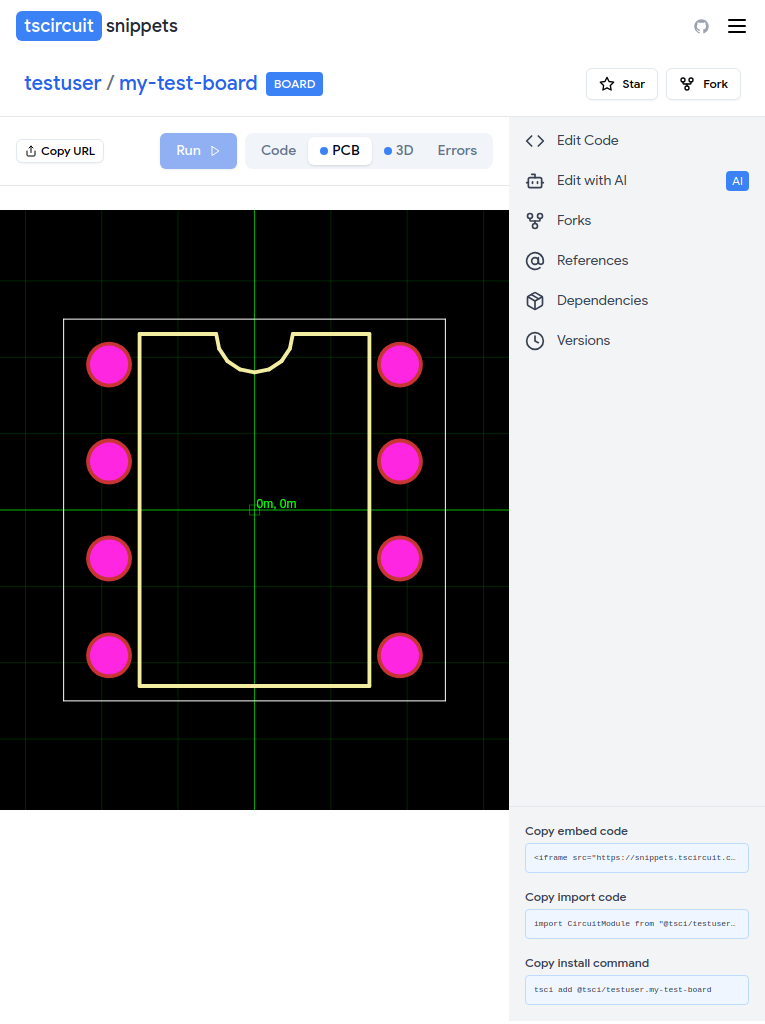 tscircuit snippets
testuser / my-test-board BOARD
Star
Fork
Copy URL
Run
Code
PCB
3D
Errors
0m, 0m
Edit Code
Edit with AI AI
Forks
References
Dependencies
Versions
Copy embed code
<iframe src="https://snippets.tscircuit.c…
Copy import code
import CircuitModule from "@tsci/testuser…
Copy install command
tsci add @tsci/testuser.my-test-board